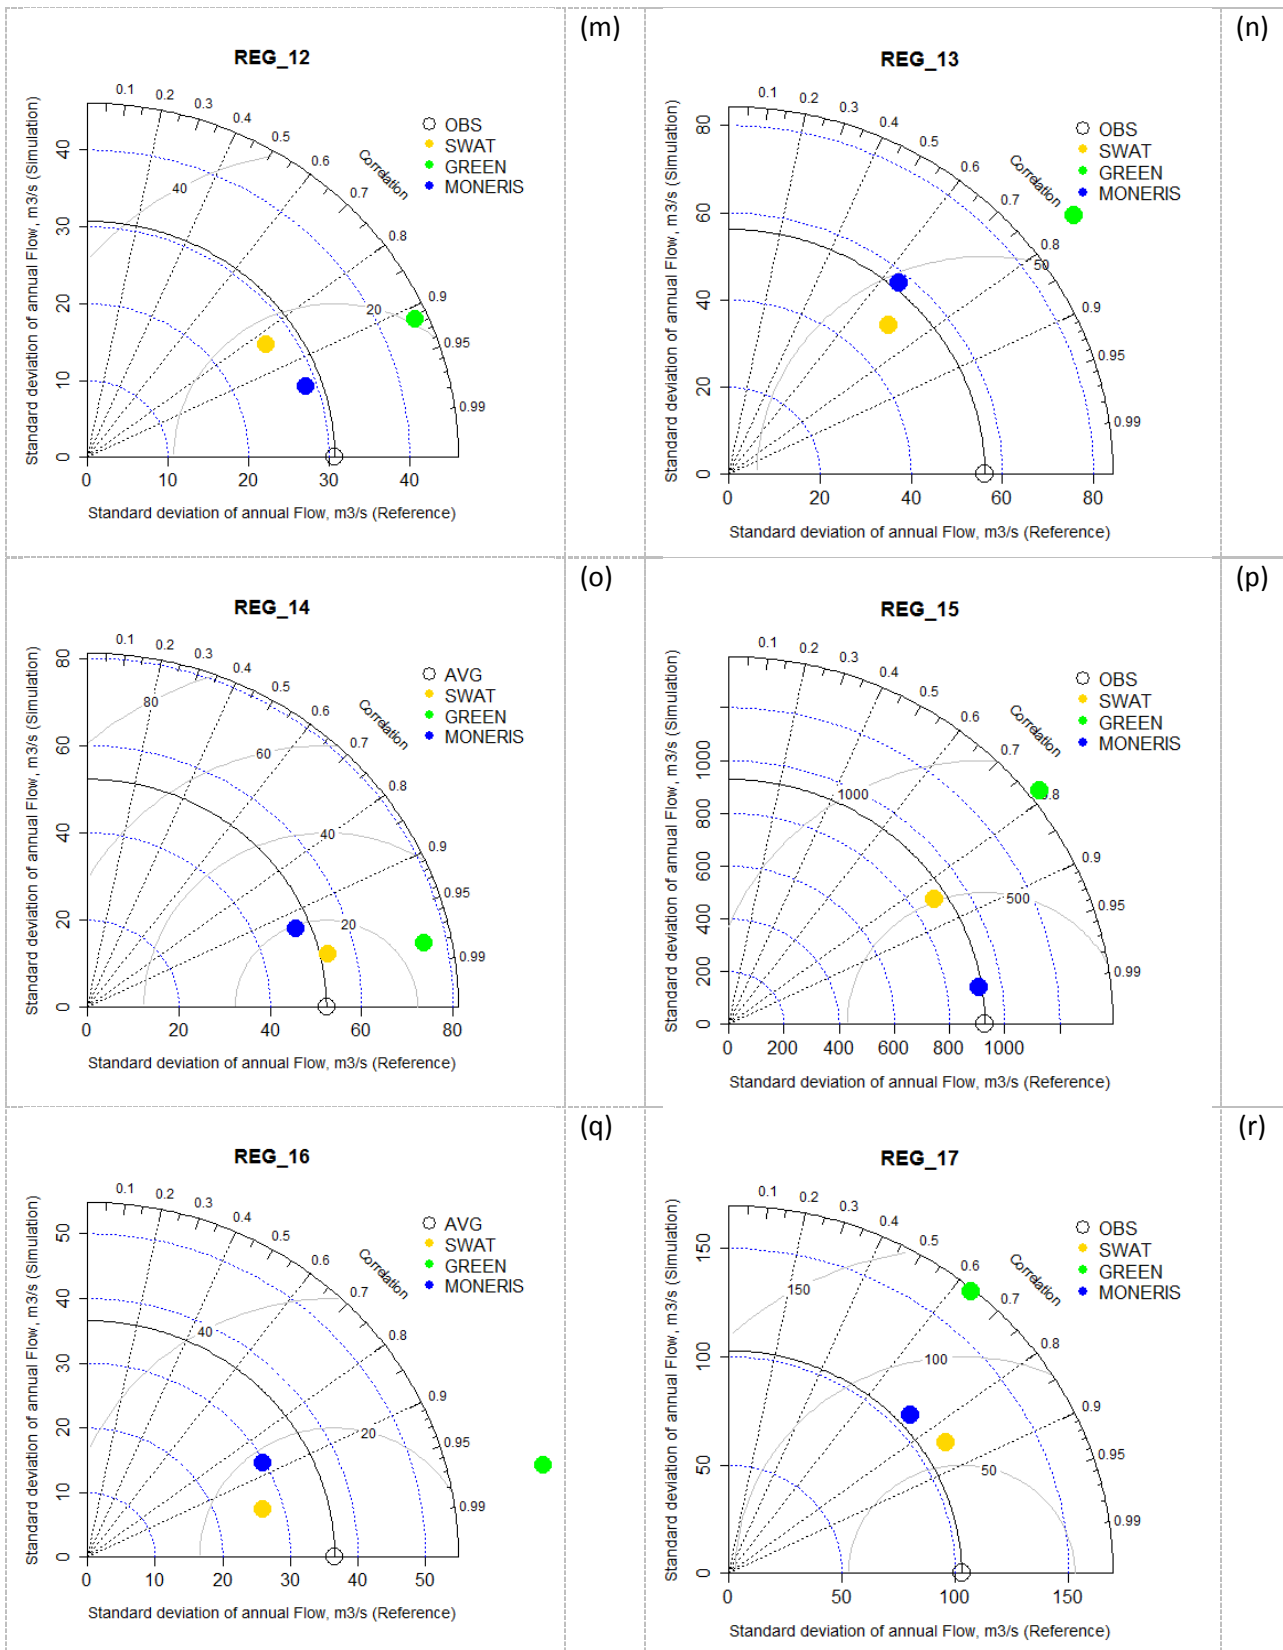 (m)
REG_12
Standard deviation of annual Flow, m3/s (Simulation)
40
30
20
10
0
0.1 0.2 0.3 0.4 0.5 0.6 0.7 0.8 0.9 0.95 0.99
Correlation
40
20
OBS
SWAT
GREEN
MONERIS
0 10 20 30 40
Standard deviation of annual Flow, m3/s (Reference)
(n)
REG_13
Standard deviation of annual Flow, m3/s (Simulation)
80
60
40
20
0
0.1 0.2 0.3 0.4 0.5 0.6 0.7 0.8 0.9 0.95 0.99
Correlation
50
OBS
SWAT
GREEN
MONERIS
0 20 40 60 80
Standard deviation of annual Flow, m3/s (Reference)
(o)
REG_14
Standard deviation of annual Flow, m3/s (Simulation)
80
60
40
20
0
0.1 0.2 0.3 0.4 0.5 0.6 0.7 0.8 0.9 0.95 0.99
Correlation
80
60
40
20
AVG
SWAT
GREEN
MONERIS
0 20 40 60 80
Standard deviation of annual Flow, m3/s (Reference)
(p)
REG_15
Standard deviation of annual Flow, m3/s (Simulation)
1000
800
600
400
200
0
0.1 0.2 0.3 0.4 0.5 0.6 0.7 0.8 0.9 0.95 0.99
Correlation
1000
500
OBS
SWAT
GREEN
MONERIS
0 200 400 600 800 1000
Standard deviation of annual Flow, m3/s (Reference)
(q)
REG_16
Standard deviation of annual Flow, m3/s (Simulation)
50
40
30
20
10
0
0.1 0.2 0.3 0.4 0.5 0.6 0.7 0.8 0.9 0.95 0.99
Correlation
40
20
AVG
SWAT
GREEN
MONERIS
0 10 20 30 40 50
Standard deviation of annual Flow, m3/s (Reference)
(r)
REG_17
Standard deviation of annual Flow, m3/s (Simulation)
150
100
50
0
0.1 0.2 0.3 0.4 0.5 0.6 0.7 0.8 0.9 0.95 0.99
Correlation
150
100
50
OBS
SWAT
GREEN
MONERIS
0 50 100 150
Standard deviation of annual Flow, m3/s (Reference)